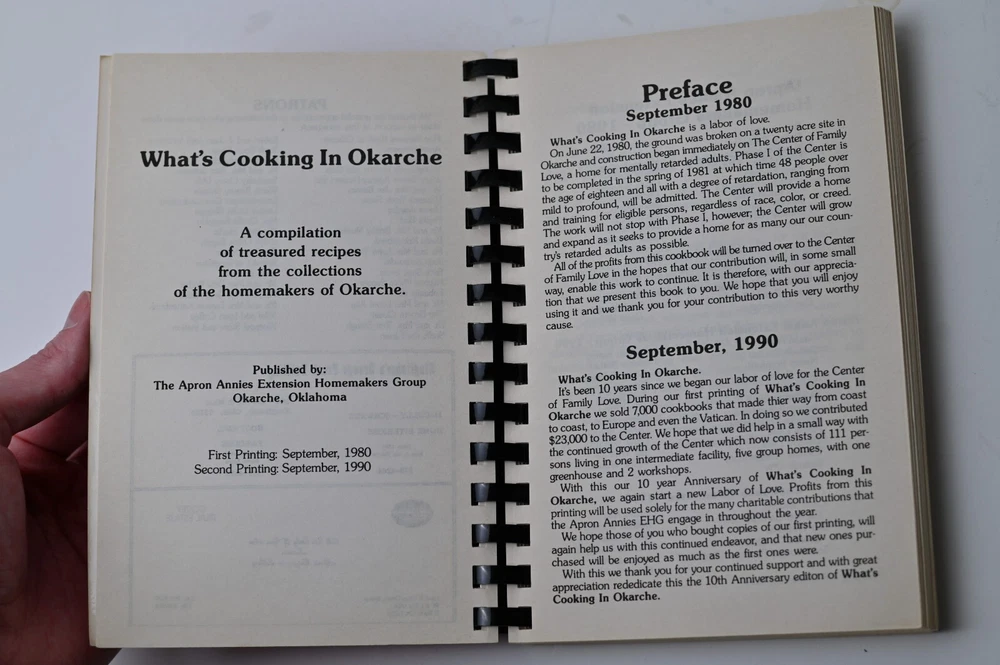 What's Cooking In Okarche
A compilation
of treasured recipes
from the collections
of the homemakers of Okarche.
Published by:
The Apron Annies Extension Homemakers Group
Okarche, Oklahoma
First Printing: September, 1980
Second Printing: September, 1990
Preface
September 1980
What's Cooking In Okarche is a labor of love.
On June 22, 1980, the ground was broken on a twenty acre site in
Okarche and construction began immediately on The Center of Family
Love, a home for mentally retarded adults. Phase I of the Center is
to be completed in the spring of 1981 at which time 48 people over
the age of eighteen and all with a degree of retardation, ranging from
mild to profound, will be admitted. The Center will provide a home
and training for eligible persons, regardless of race, color, or creed.
The work will not stop with Phase I, however; the Center will grow
and expand as it seeks to provide a home for as many our our coun-
try's retarded adults as possible.
All of the profits from this cookbook will be turned over to the Center
of Family Love in the hopes that our contribution will, in some small
way, enable this work to continue. It is therefore, with our apprecia-
tion that we present this book to you. We hope that you will enjoy
using it and we thank you for your contribution to this very worthy
cause.
September, 1990
What's Cooking In Okarche.
It's been 10 years since we began our labor of love for the Center
of Family Love. During our first printing of What's Cooking In
Okarche we sold 7,000 cookbooks that made thier way from coast
to coast, to Europe and even the Vatican. In doing so we contributed
$23,000 to the Center. We hope that we did help in a small way with
the continued growth of the Center which now consists of 111 per-
sons living in one intermediate facility, five group homes, with one
greenhouse and 2 workshops.
With this our 10 year Anniversary of What's Cooking In
Okarche, we again start a new Labor of Love. Profits from this
printing will be used solely for the many charitable contributions that
the Apron Annies EHG engage in throughout the year.
We hope those of you who bought copies of our first printing, will
again help us with this continued endeavor, and that new ones pur-
chased will be enjoyed as much as the first ones were.
With this we thank you for your continued support and with great
appreciation rededicate this the 10th Anniversary editon of What's
Cooking In Okarche.